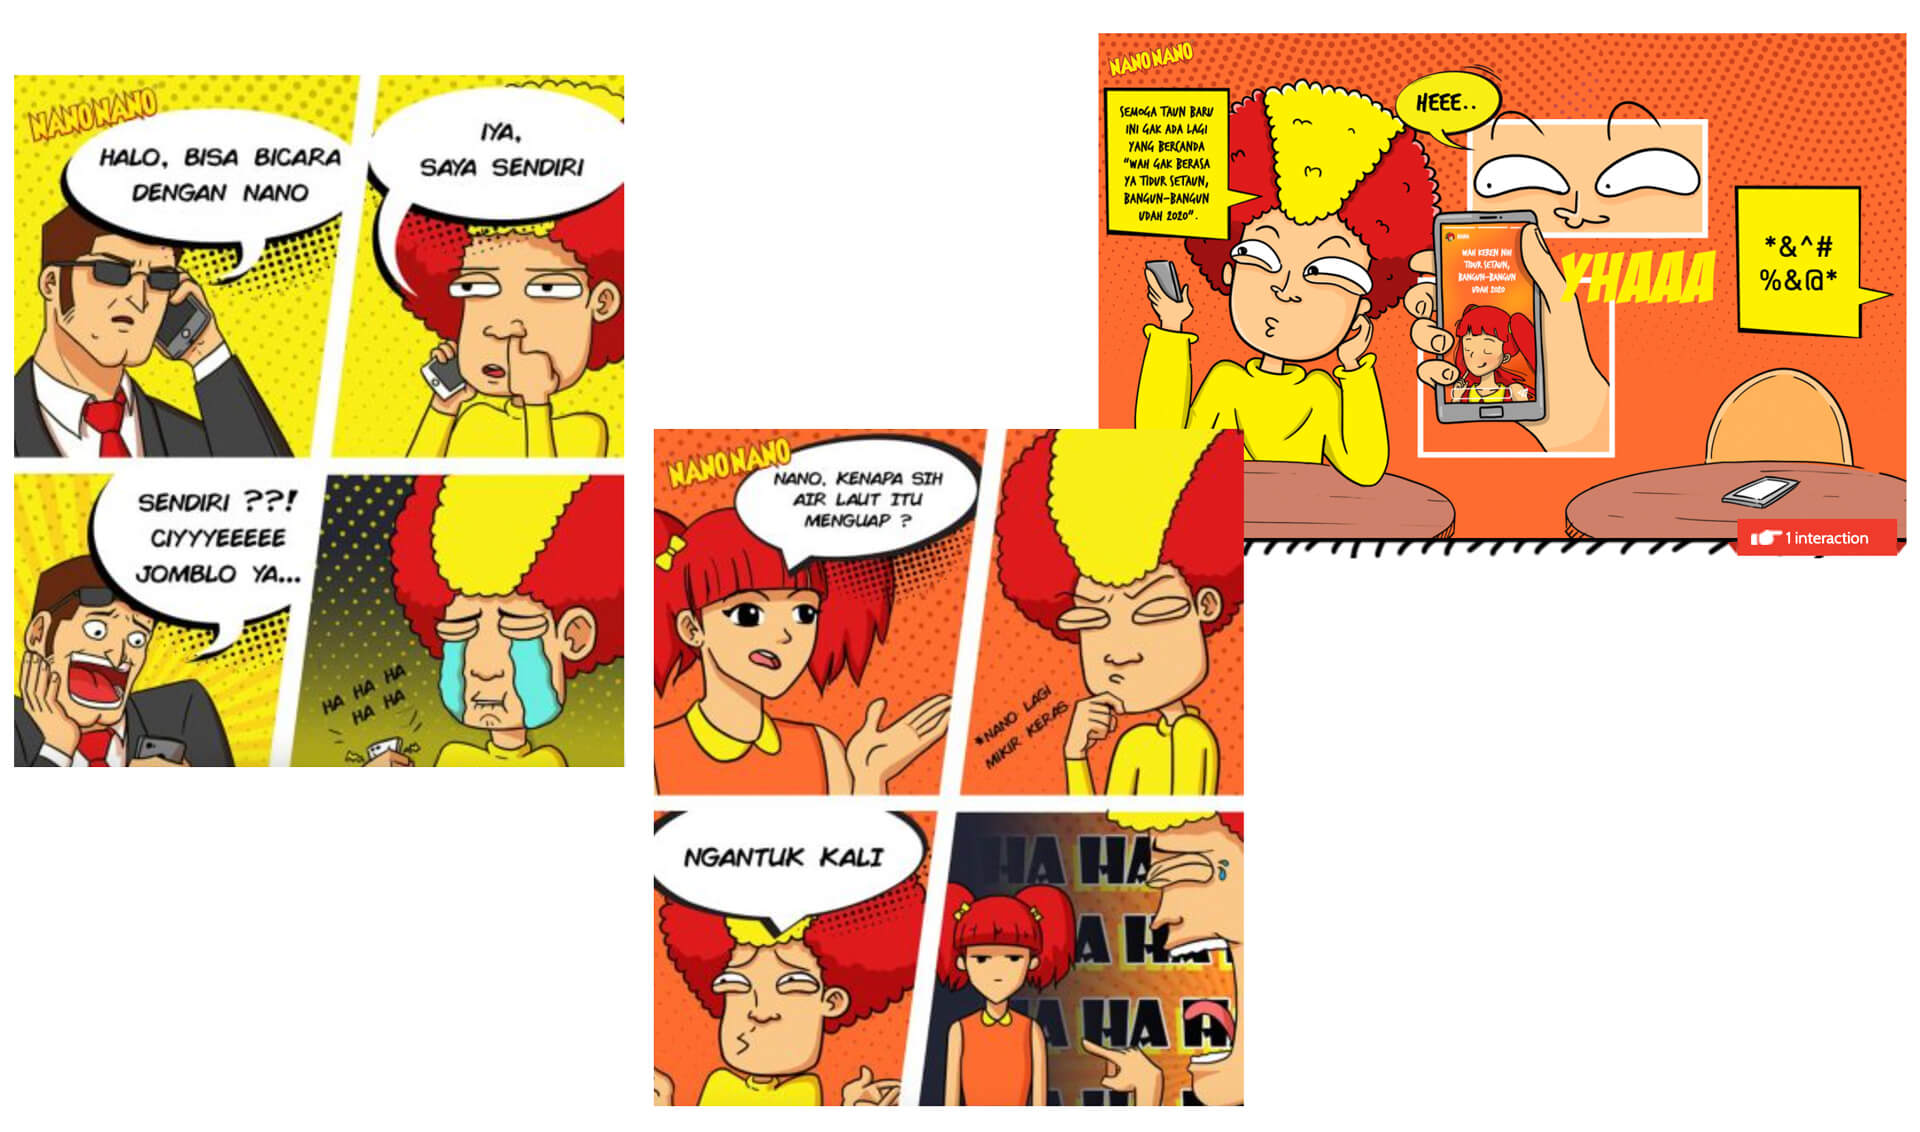 NANO NANO
HALO, BISA BICARA
DENGAN NANO
IYA,
SAYA SENDIRI
SENDIRI ??!
CIYYYEEEEE
JOMBLO YA...
HA HA HA
HA HA
NANO NANO
NANO, KENAPA SIH
AIR LAUT ITU
MENGUAP ?
*NANO LAGI
MIKIR KERAS
NGANTUK KALI
HA HA
A H
A HA HA
A HA H
NANO NANO
SEMOGA TAUN BARU
INI GAK ADA LAGI
YANG BERCANDA
"WAH GAK BERASA
YA TIDUR SETAUN,
BANGUN-BANGUN
UDAH 2020".
HEEE..
WAH KEREN NIH
TIDUR SETAUN,
BANGUN-BANGUN
UDAH 2020
YHAAA
*&^#
%&@*
1 interaction